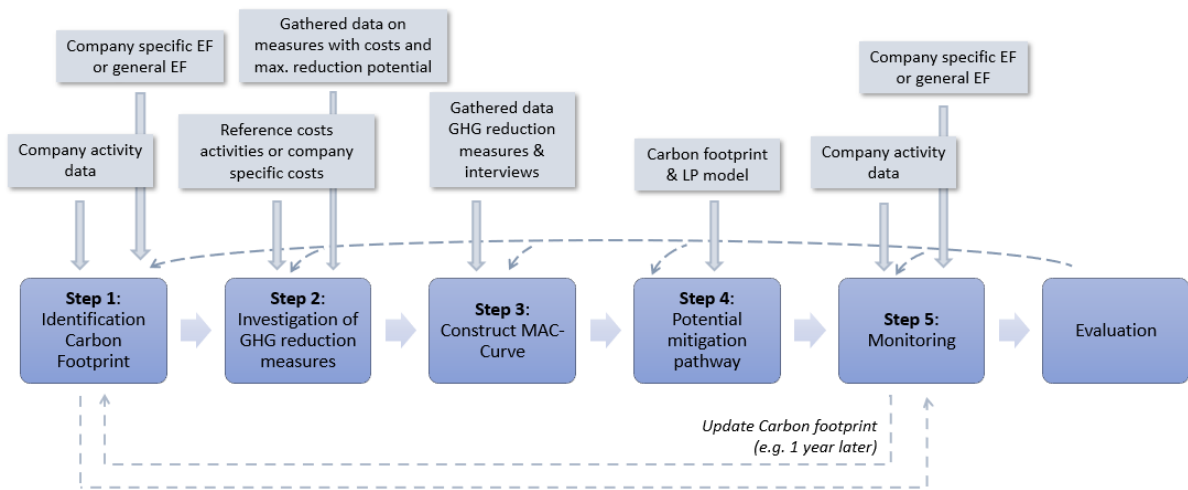 Company specific EF
or general EF
Gathered data on
measures with costs and
max. reduction potential
Company specific EF
or general EF
Company activity
data
Reference costs
activities or company
specific costs
Gathered data
GHG reduction
measures &
interviews
Carbon footprint
& LP model
Company activity
data
Step 1:
Identification
Carbon
Footprint
Step 2:
Investigation of
GHG reduction
measures
Step 3:
Construct MAC-
Curve
Step 4:
Potential
mitigation
pathway
Step 5:
Monitoring
Evaluation
Update Carbon footprint
(e.g. 1 year later)